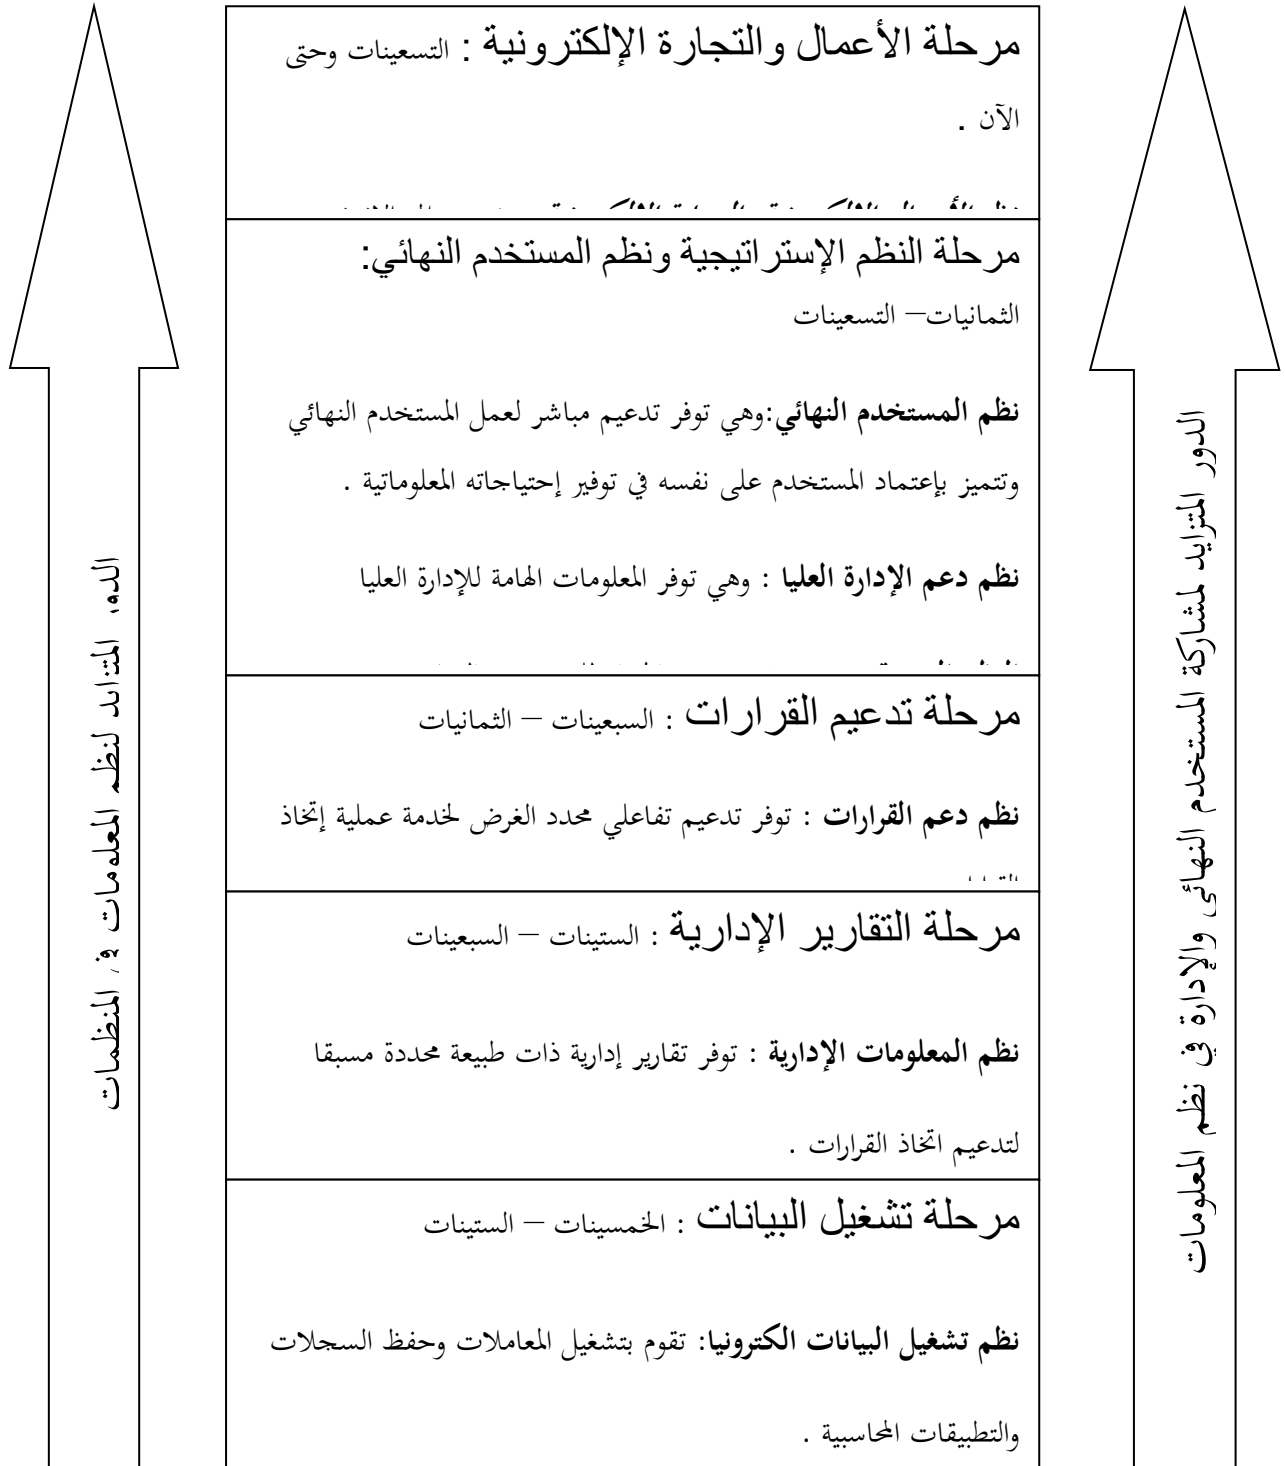 مرحلة الأعمال والتجارة الإلكترونية : التسعينات وحتى
الآن .
مرحلة النظم الإستراتيجية ونظم المستخدم النهائي:
الثمانيات– التسعينات
نظم المستخدم النهائي:وهي توفر تدعيم مباشر لعمل المستخدم النهائي
وتتميز بإعتماد المستخدم على نفسه في توفير إحتياجاته المعلوماتية .
نظم دعم الإدارة العليا : وهي توفر المعلومات الهامة للإدارة العليا
مرحلة تدعيم القرارات : السبعينات – الثمانيات
نظم دعم القرارات : توفر تدعيم تفاعلي محدد الغرض لخدمة عملية إتخاذ
مرحلة التقارير الإدارية : الستينات – السبعينات
نظم المعلومات الإدارية : توفر تقارير إدارية ذات طبيعة محددة مسبقا
لتدعيم اتخاذ القرارات .
مرحلة تشغيل البيانات : الخمسينات – الستينات
نظم تشغيل البيانات الكترونيا: تقوم بتشغيل المعاملات وحفظ السجلات
والتطبيقات المحاسبية .
الدور المتزايد لمشاركة المستخدم النهائي والإدارة في نظم المعلومات
الدور المتزايد لنظم المعلومات في المنظمات